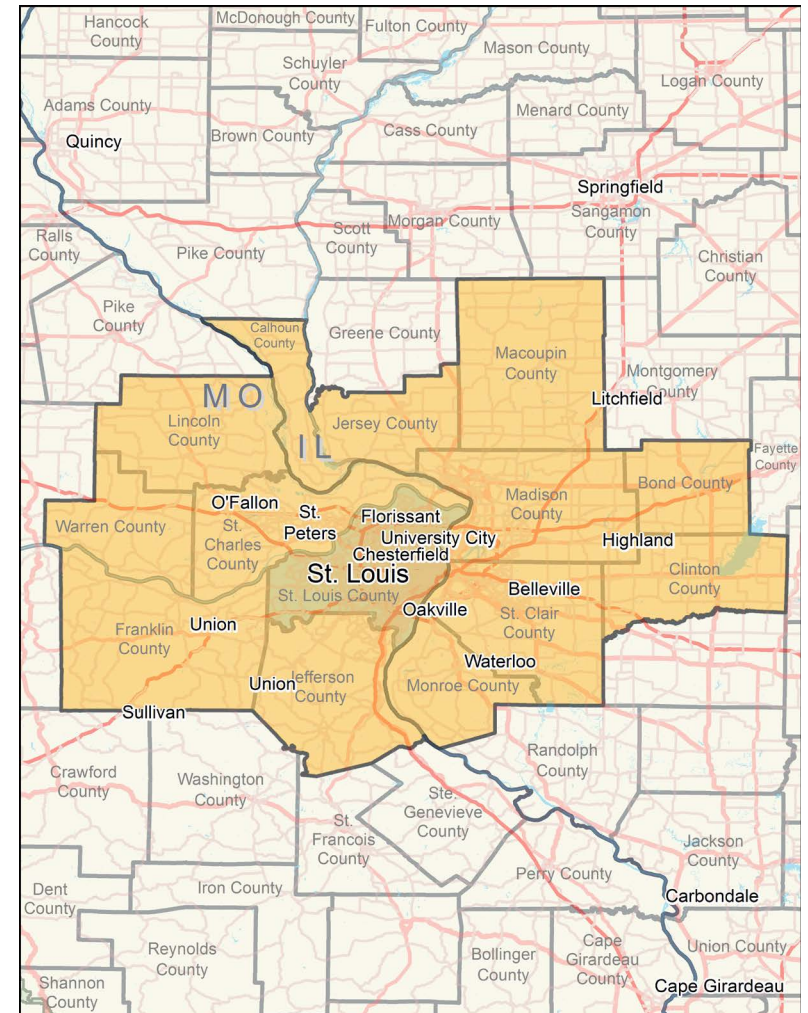 Hancock
County
McDonough County
Fulton County
Mason County
Schuyler
County
Logan County
Adams County
Menard County
Brown County
Cass County
Quincy
Springfield
Sangamon
County
Scott
County
Morgan County
Ralls
County
Pike County
Christian
County
Pike
County
Calhoun
County
Greene County
Macoupin
County
Montgomery
County
MO
Litchfield
Lincoln
County
IL
Jersey County
Fayette
County
Bond County
O'Fallon
Madison
County
St.
Peters
Florissant
Warren County
St.
Charles
County
University City
Highland
Chesterfield
St. Louis
Clinton
County
St. Louis County
Belleville
Oakville
St. Clair
County
Franklin
County
Union
Waterloo
Union
Jefferson
County
Monroe County
Sullivan
Randolph
County
Crawford
County
Washington
County
Ste.
Genevieve
County
St.
Francois
County
Jackson
County
Perry County
Dent
County
Iron County
Carbondale
Reynolds
County
Bollinger
County
Cape
Girardeau
County
Union County
Shannon
County
Cape Girardeau